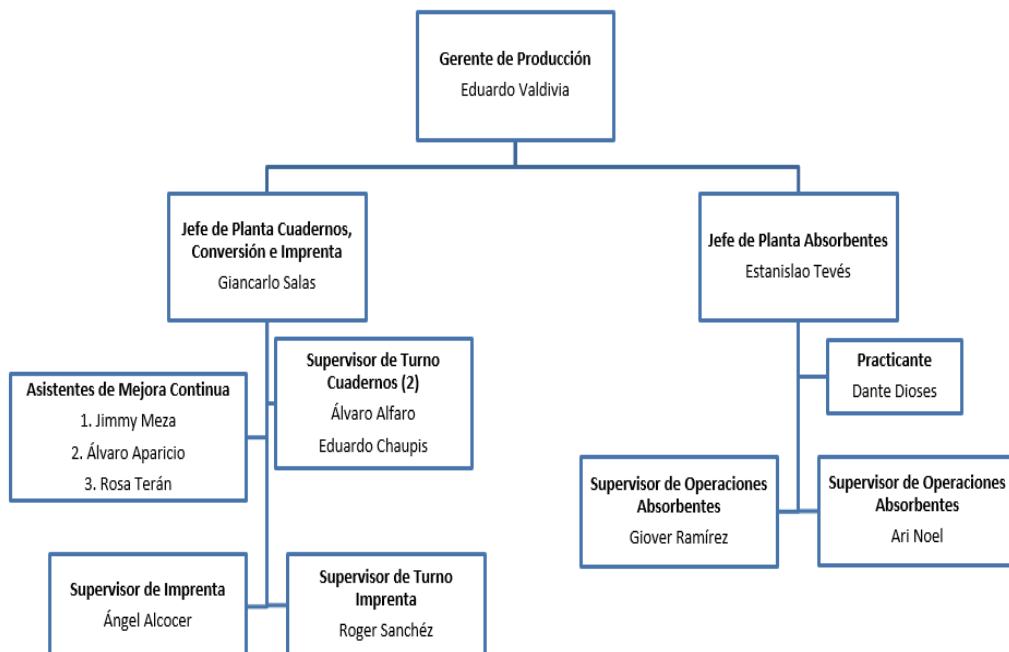 Gerente de Producción
Eduardo Valdivia
Jefe de Planta Cuadernos,
Conversión e Imprenta
Giancarlo Salas
Jefe de Planta Absorbentes
Estanislao Tevés
Supervisor de Turno
Cuadernos (2)
Álvaro Alfaro
Eduardo Chaupis
Practicante
Dante Dioses
Asistentes de Mejora Continua
1. Jimmy Meza
2. Álvaro Aparicio
3. Rosa Terán
Supervisor de Operaciones
Absorbentes
Giover Ramírez
Supervisor de Operaciones
Absorbentes
Ari Noel
Supervisor de Imprenta
Ángel Alcocer
Supervisor de Turno
Imprenta
Roger Sanchéz